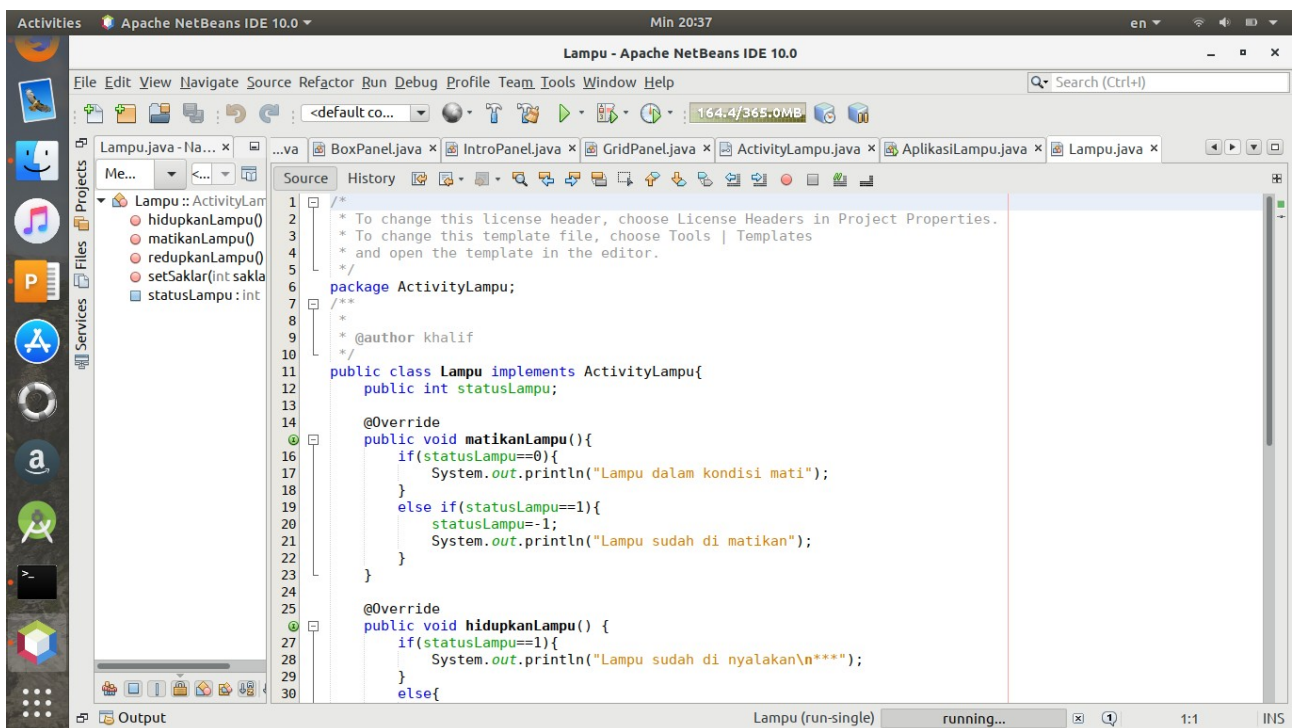 Activities Apache NetBeans IDE 10.0 Min 20:37 en
Lampu - Apache NetBeans IDE 10.0
File Edit View Navigate Source Refactor Run Debug Profile Team Tools Window Help Search (Ctrl+I)
<default co... 164.4/365.0MB
Lampu.java - Na... × ...va BoxPanel.java × IntroPanel.java × GridPanel.java × ActivityLampu.java × AplikasiLampu.java × Lampu.java ×
Me... <... Source History
Projects
Files
Services
Lampu :: ActivityLam
hidupkanLampu()
matikanLampu()
redupkanLampu()
setSaklar(int sakla
statusLampu : int
1 /*
2 * To change this license header, choose License Headers in Project Properties.
3 * To change this template file, choose Tools | Templates
4 * and open the template in the editor.
5 */
6 package ActivityLampu;
7 /**
8 *
9 * @author khalif
10 */
11 public class Lampu implements ActivityLampu{
12 public int statusLampu;
13
14 @Override
public void matikanLampu(){
16 if(statusLampu==0){
17 System.out.println("Lampu dalam kondisi mati");
18 }
19 else if(statusLampu==1){
20 statusLampu=-1;
21 System.out.println("Lampu sudah di matikan");
22 }
23 }
24
25 @Override
public void hidupkanLampu() {
27 if(statusLampu==1){
28 System.out.println("Lampu sudah di nyalakan\n***");
29 }
30 else{
Output Lampu (run-single) running... 1 1:1 INS